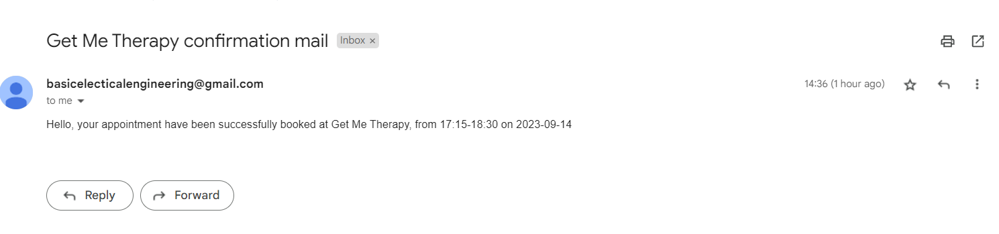 Get Me Therapy confirmation mail Inbox ×
basicelecticalengineering@gmail.com 14:36 (1 hour ago)
to me
Hello, your appointment have been successfully booked at Get Me Therapy, from 17:15-18:30 on 2023-09-14
Reply Forward